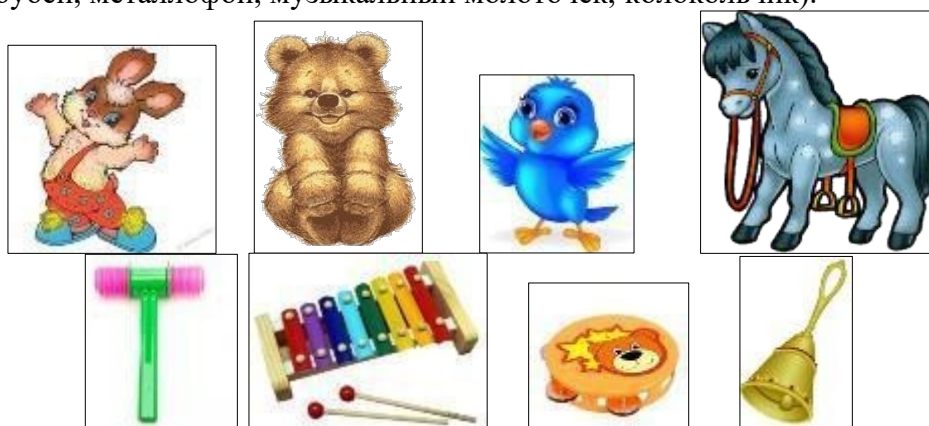 бубен, металлофон, музыкальный молоточек, колокольчик).